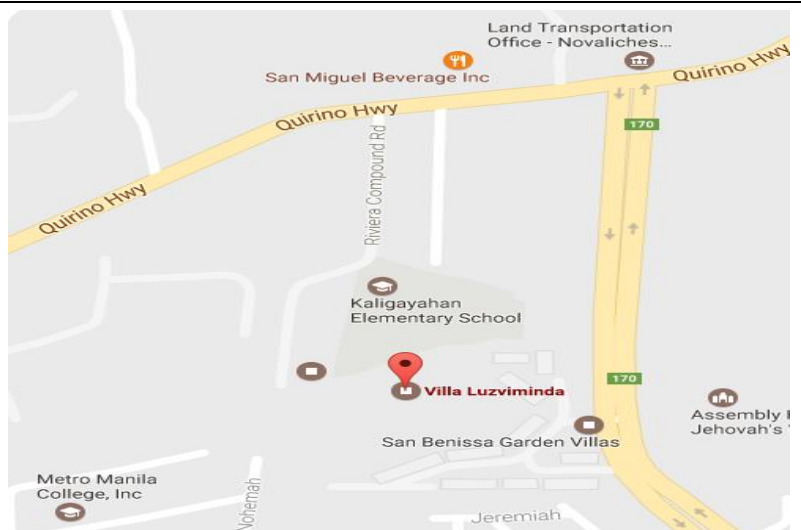 Land Transportation
Office - Novaliches...
San Miguel Beverage Inc
Quirino Hwy
Quirino Hwy
170
Quirino Hwy
Riviera Compound Rd
Kaligayahan
Elementary School
170
Villa Luzviminda
Assembly
Jehovah's
San Benissa Garden Villas
Metro Manila
College, Inc
Nohemah
Jeremiah